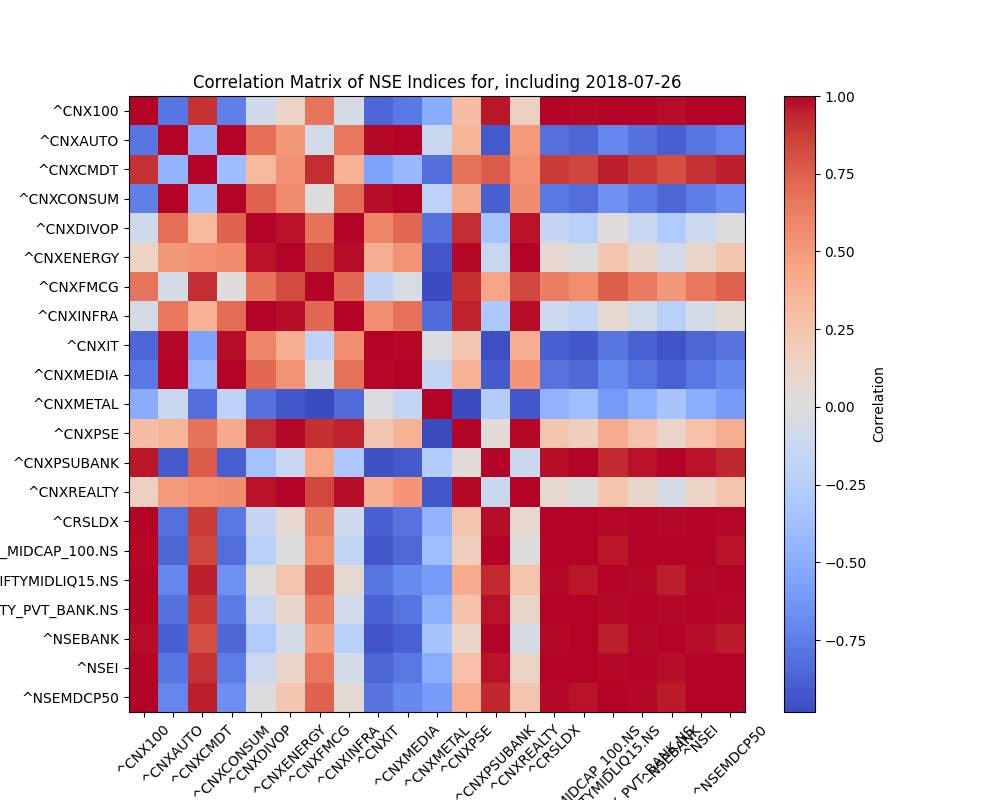 Correlation Matrix of NSE Indices for, including 2018-07-26
^CNX100
^CNXAUTO
^CNXCMDT
^CNXCONSUM
^CNXDIVOP
^CNXENERGY
^CNXFMCG
^CNXINFRA
^CNXIT
^CNXMEDIA
^CNXMETAL
^CNXPSE
^CNXPSUBANK
^CNXREALTY
^CRSLDX
_MIDCAP_100.NS
IFTYMIDLIQ15.NS
TY_PVT_BANK.NS
^NSEBANK
^NSEI
^NSEMDCP50
^CNX100
^CNXAUTO
^CNXCMDT
^CNXCONSUM
^CNXDIVOP
^CNXENERGY
^CNXFMCG
^CNXINFRA
^CNXIT
^CNXMEDIA
^CNXMETAL
^CNXPSE
^CNXPSUBANK
^CNXREALTY
^CRSLDX
MIDCAP_100.NS
TYMIDLIQ15.NS
_PVT_BANK.NS
^NSEBANK
^NSEI
^NSEMDCP50
1.00
0.75
0.50
0.25
0.00
−0.25
−0.50
−0.75
Correlation